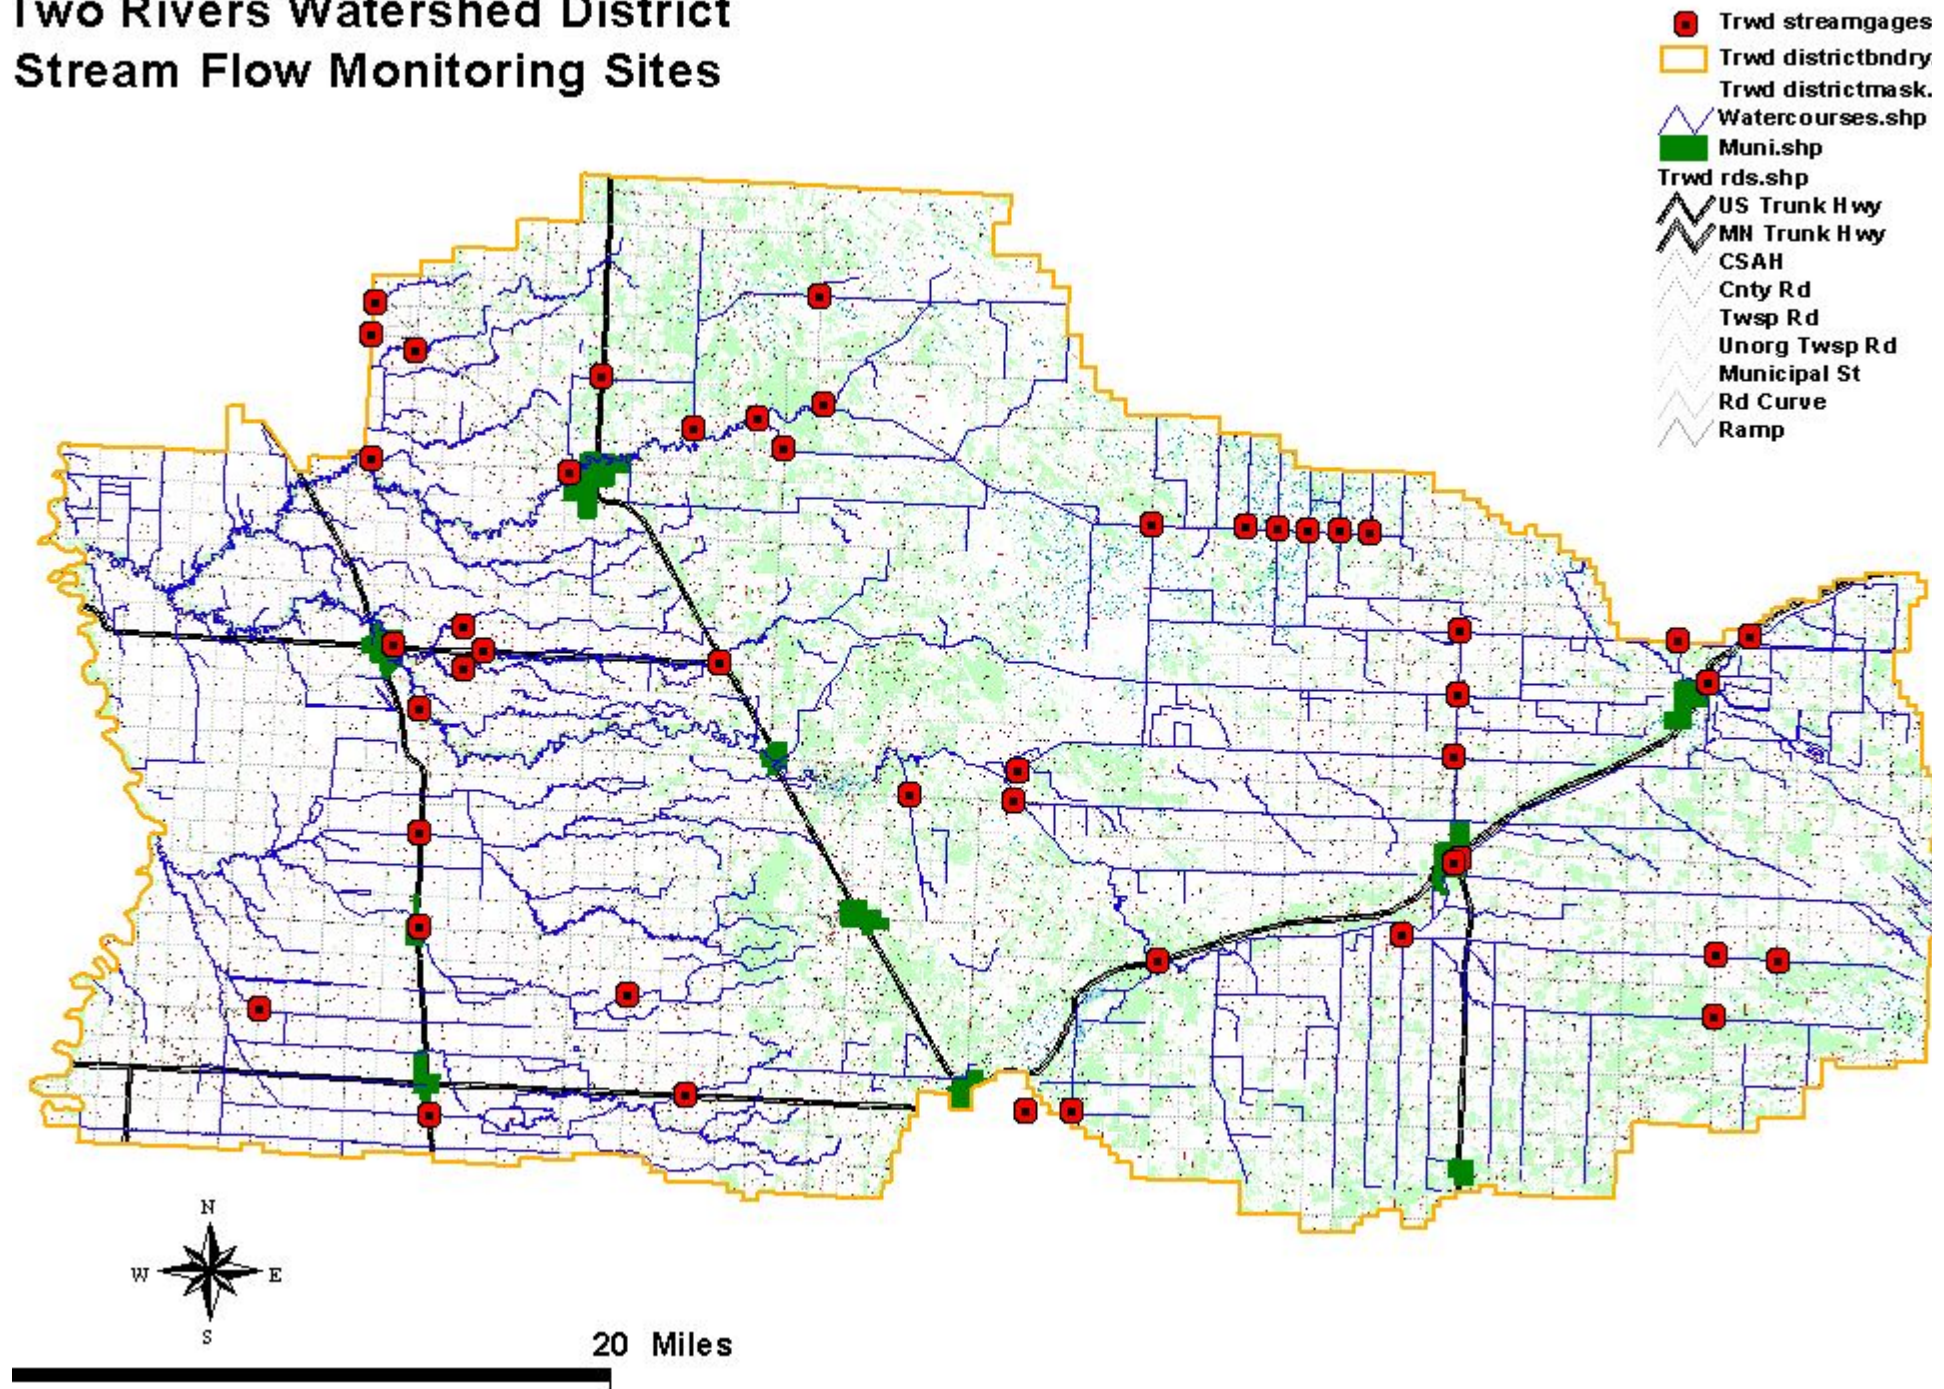 Two Rivers Watershed District
Stream Flow Monitoring Sites
Trwd streamgages
Trwd districtbndry
Trwd districtmask.
Watercourses.shp
Muni.shp
Trwd rds.shp
US Trunk Hwy
MN Trunk Hwy
CSAH
Cnty Rd
Twsp Rd
Unorg Twsp Rd
Municipal St
Rd Curve
Ramp
N
W E
S
20 Miles